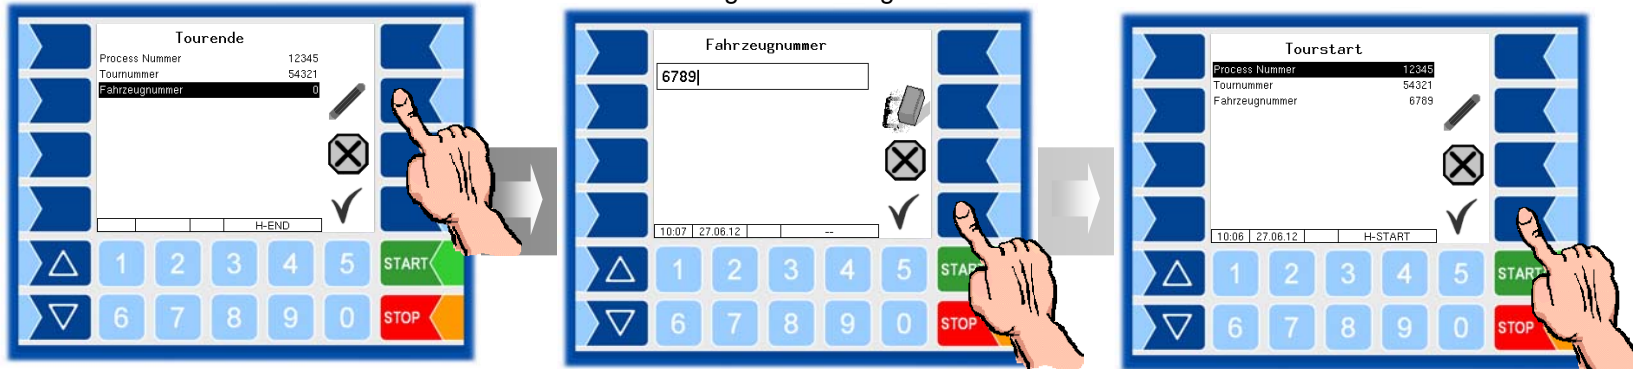 Tourende
Process Nummer 12345
Tournummer 54321
Fahrzeugnummer 0
H-END
1 2 3 4 5 START
6 7 8 9 0 STOP
Fahrzeugnummer
6789
10:07 27.06.12 --
1 2 3 4 5
6 7 8 9 0 STOP
Tourstart
Process Nummer 12345
Tournummer 54321
Fahrzeugnummer 6789
10:06 27.06.12 H-START
1 2 3 4 5 START
6 7 8 9 0 STOP